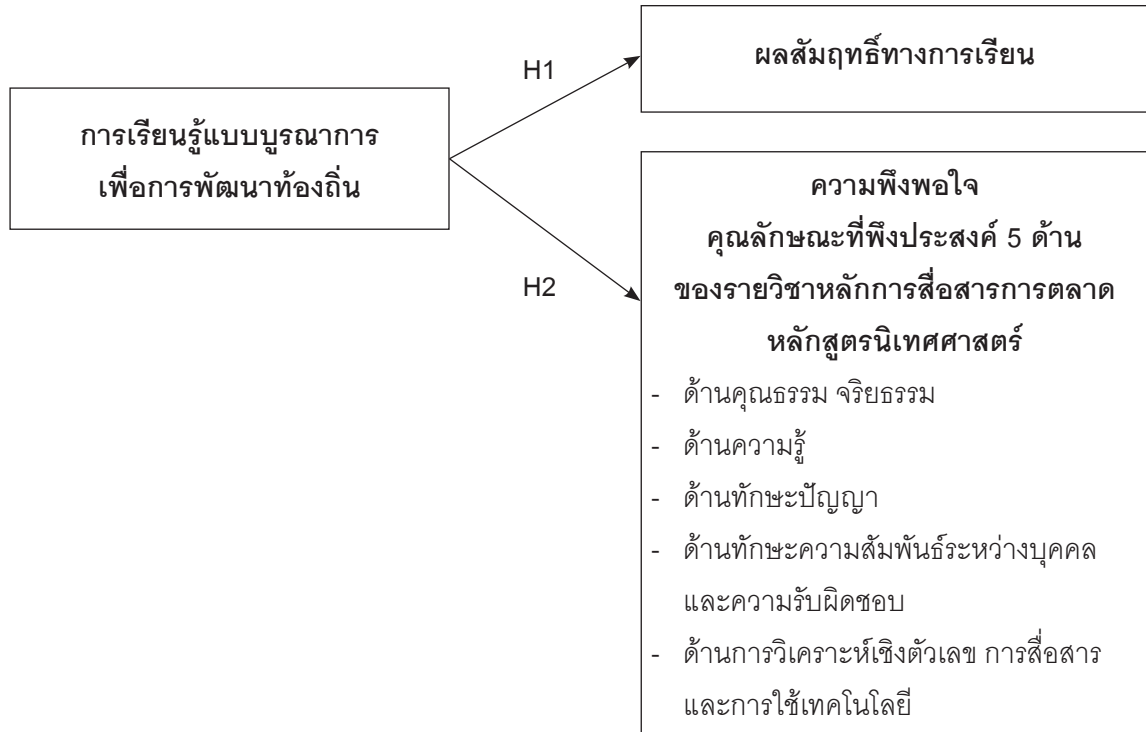 การเรียนรู้แบบบูรณาการ
เพื่อการพัฒนาท้องถิ่น
H1
H2
ผลสัมฤทธิ์ทางการเรียน
ความพึงพอใจ
คุณลักษณะที่พึงประสงค์ 5 ด้าน
ของรายวิชาหลักการสื่อสารการตลาด
หลักสูตรนิเทศศาสตร์
- ด้านคุณธรรม จริยธรรม
- ด้านความรู้
- ด้านทักษะปัญญา
- ด้านทักษะความสัมพันธ์ระหว่างบุคคล
และความรับผิดชอบ
- ด้านการวิเคราะห์เชิงตัวเลข การสื่อสาร
และการใช้เทคโนโลยี